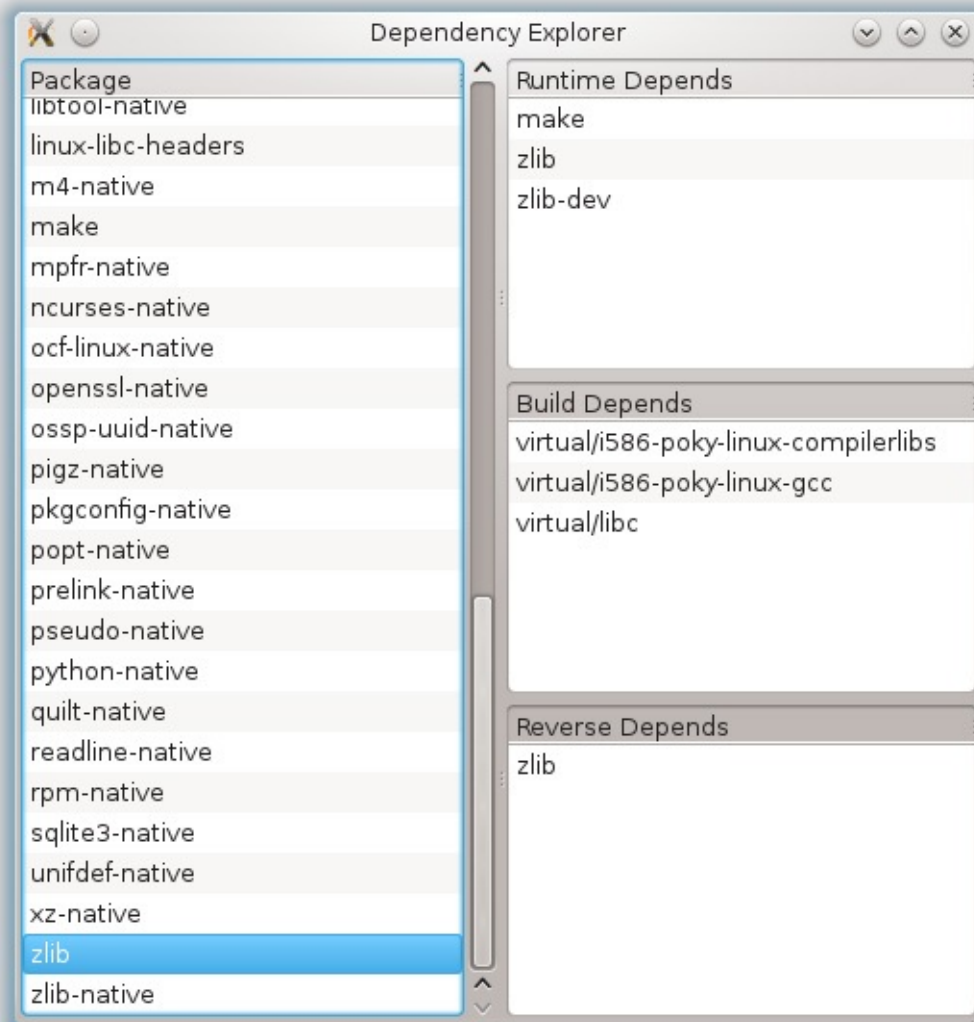 Dependency Explorer
Package
libtool-native
linux-libc-headers
m4-native
make
mpfr-native
ncurses-native
ocf-linux-native
openssl-native
ossp-uuid-native
pigz-native
pkgconfig-native
popt-native
prelink-native
pseudo-native
python-native
quilt-native
readline-native
rpm-native
sqlite3-native
unifdef-native
xz-native
zlib
zlib-native
Runtime Depends
make
zlib
zlib-dev
Build Depends
virtual/i586-poky-linux-compilerlibs
virtual/i586-poky-linux-gcc
virtual/libc
Reverse Depends
zlib